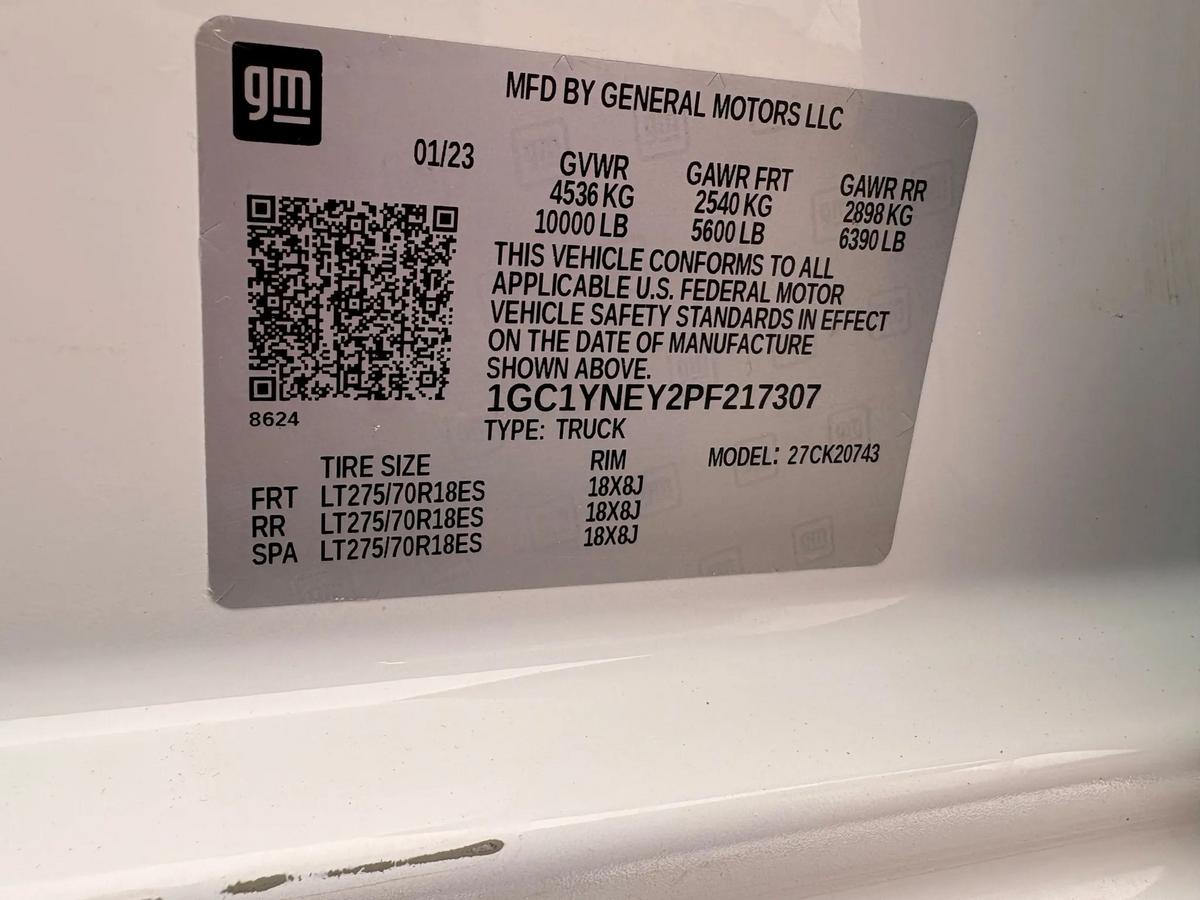 gm
MFD BY GENERAL MOTORS LLC
01/23
GVWR GAWR FRT GAWR RR
4536 KG 2540 KG 2898 KG
10000 LB 5600 LB 6390 LB
THIS VEHICLE CONFORMS TO ALL
APPLICABLE U.S. FEDERAL MOTOR
VEHICLE SAFETY STANDARDS IN EFFECT
ON THE DATE OF MANUFACTURE
SHOWN ABOVE.
1GC1YNEY2PF217307
8624
TYPE: TRUCK
MODEL: 27CK20743
TIRE SIZE RIM
FRT LT275/70R18ES 18X8J
RR LT275/70R18ES 18X8J
SPA LT275/70R18ES 18X8J